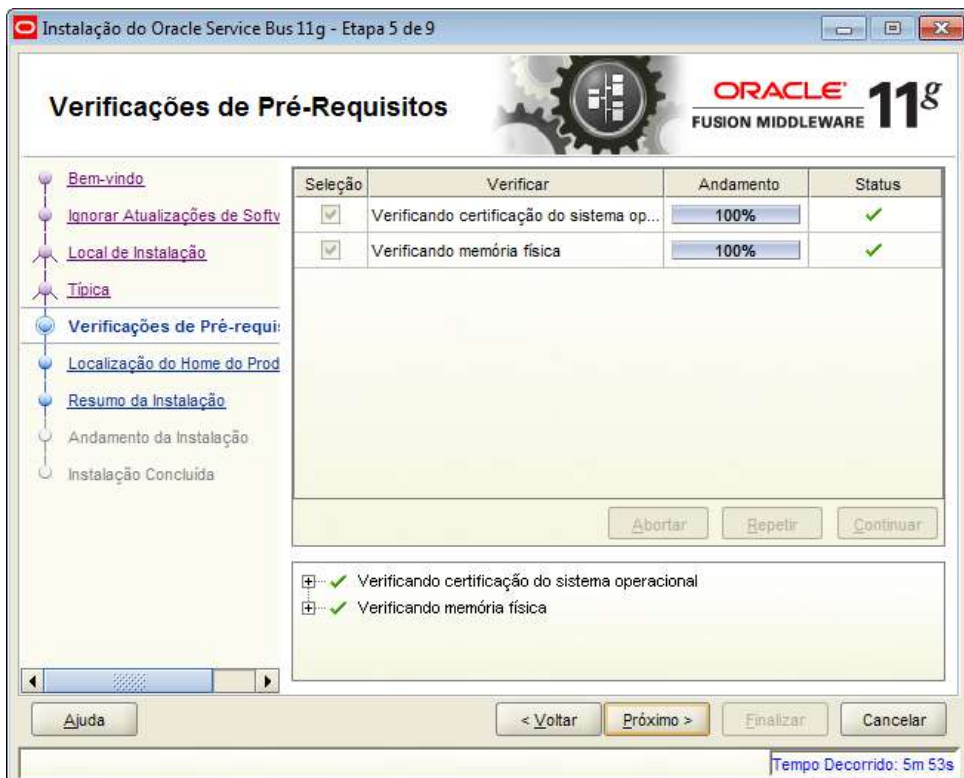 Instalação do Oracle Service Bus 11g - Etapa 5 de 9
Verificações de Pré-Requisitos
ORACLE
FUSION MIDDLEWARE
11g
Bem-vindo
Ignorar Atualizações de Softv
Local de Instalação
Típica
Verificações de Pré-requi
Localização do Home do Prod
Resumo da Instalação
Andamento da Instalação
Instalação Concluída
Seleção Verificar Andamento Status
Verificando certificação do sistema op... 100%
Verificando memória física 100%
Abortar Repetir Continuar
Verificando certificação do sistema operacional
Verificando memória física
Ajuda < Voltar Próximo > Finalizar Cancelar
Tempo Decorrido: 5m 53s